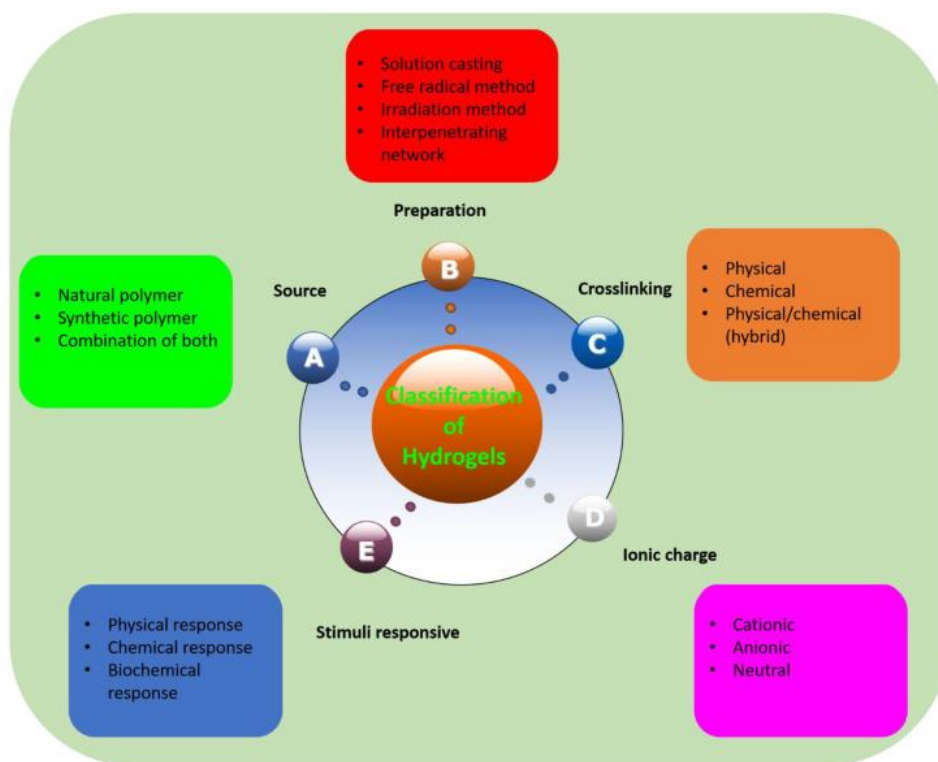 • Solution casting
• Free radical method
• Irradiation method
• Interpenetrating
network
Preparation
B
• Natural polymer
• Synthetic polymer
• Combination of both
Source
A
Crosslinking
C
• Physical
• Chemical
• Physical/chemical
(hybrid)
Classification
of
Hydrogels
E
D
Ionic charge
Stimuli responsive
• Physical response
• Chemical response
• Biochemical
response
• Cationic
• Anionic
• Neutral